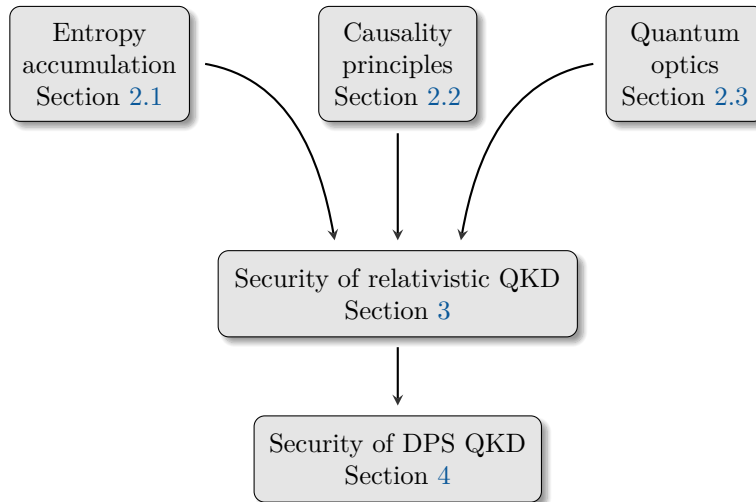 Entropy
accumulation
Section 2.1
Causality
principles
Section 2.2
Quantum
optics
Section 2.3
Security of relativistic QKD
Section 3
Security of DPS QKD
Section 4